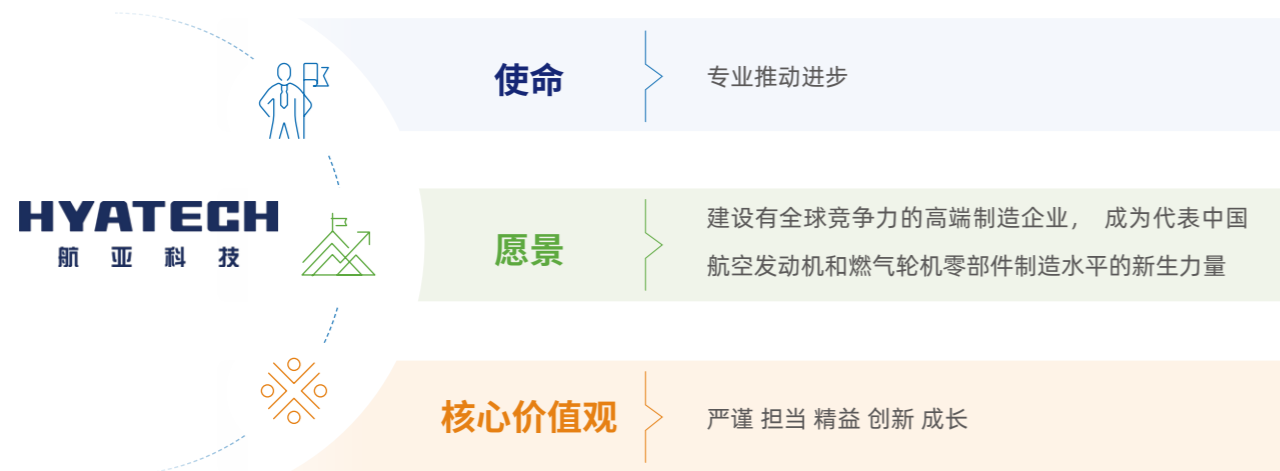 HYATECH
航亚科技
使命
专业推动进步
愿景
建设有全球竞争力的高端制造企业， 成为代表中国
航空发动机和燃气轮机零部件制造水平的新生力量
核心价值观
严谨 担当 精益 创新 成长